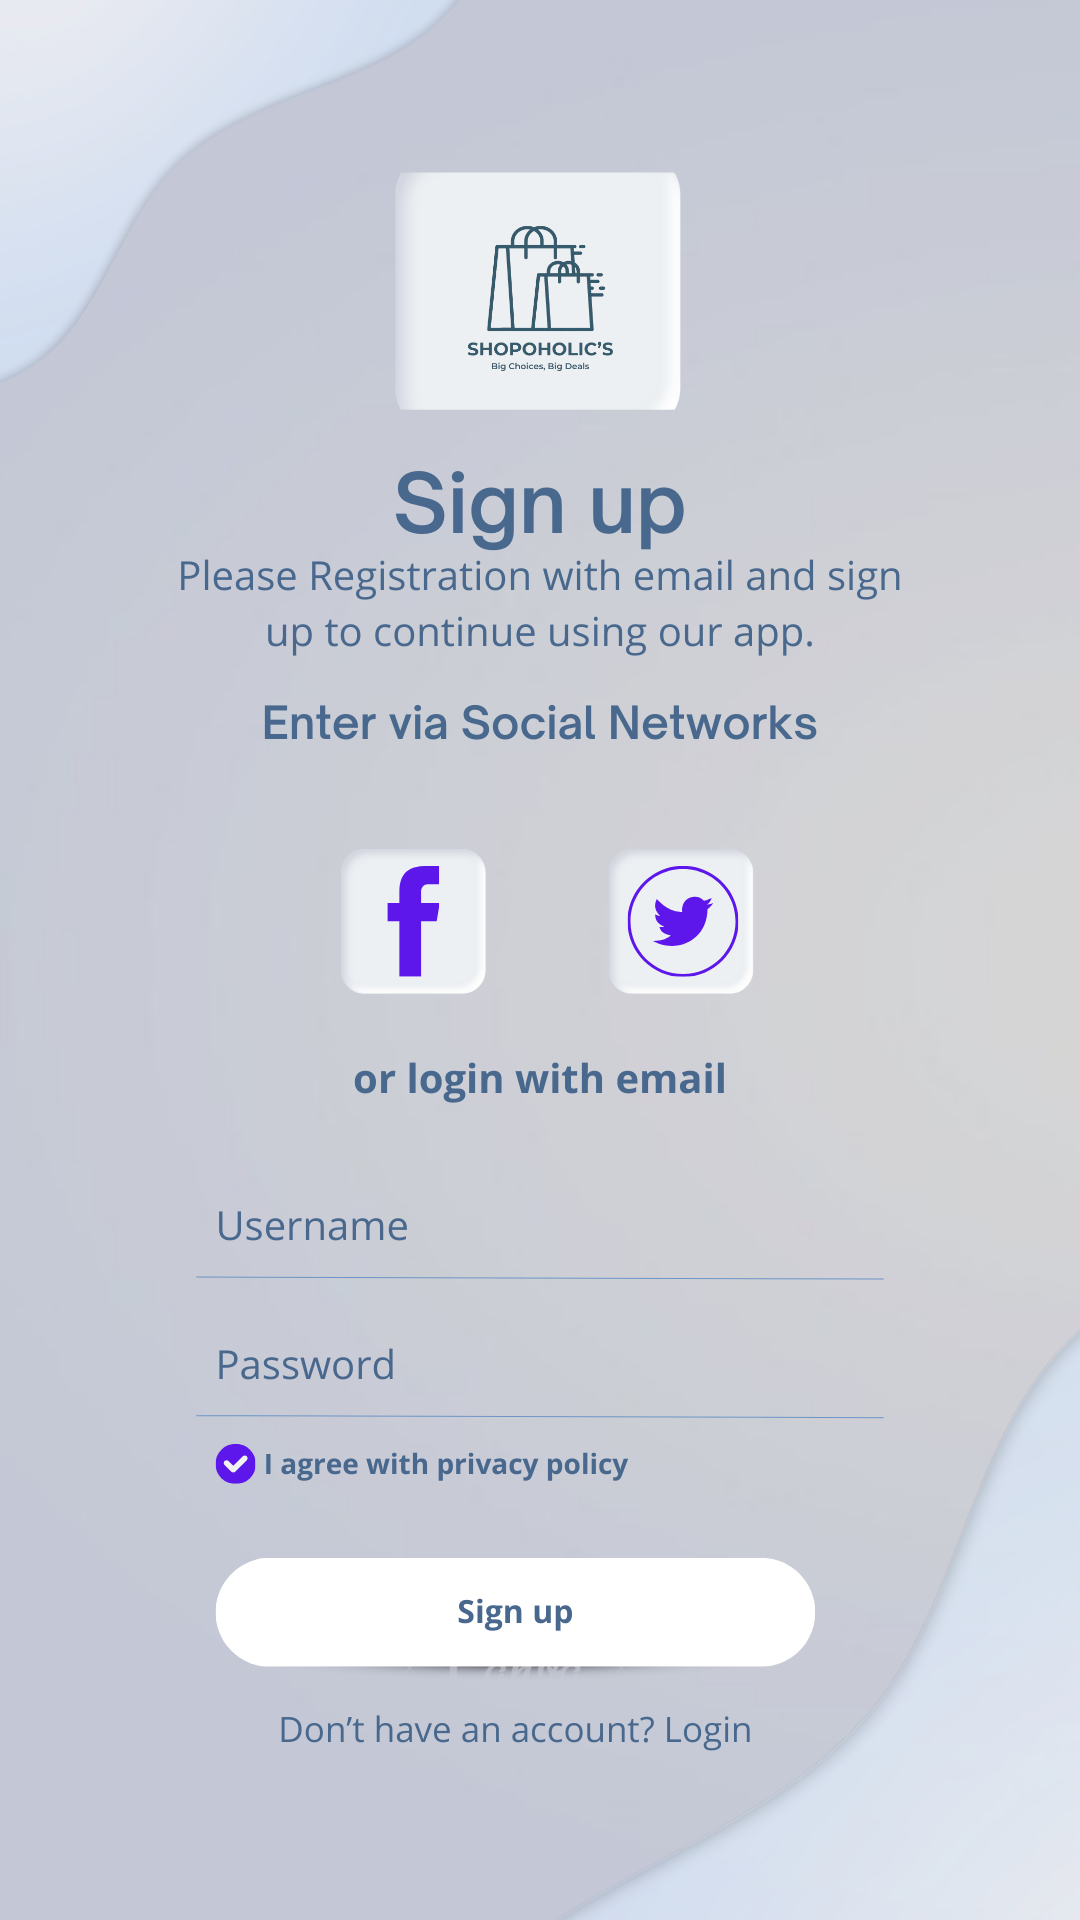 SHOPOHOLIC’S
Big Choices, Big Deals
Sign up
Please Registration with email and sign
up to continue using our app.
Enter via Social Networks
or login with email
Username
Password
I agree with privacy policy
Sign up
Don’t have an account? Login